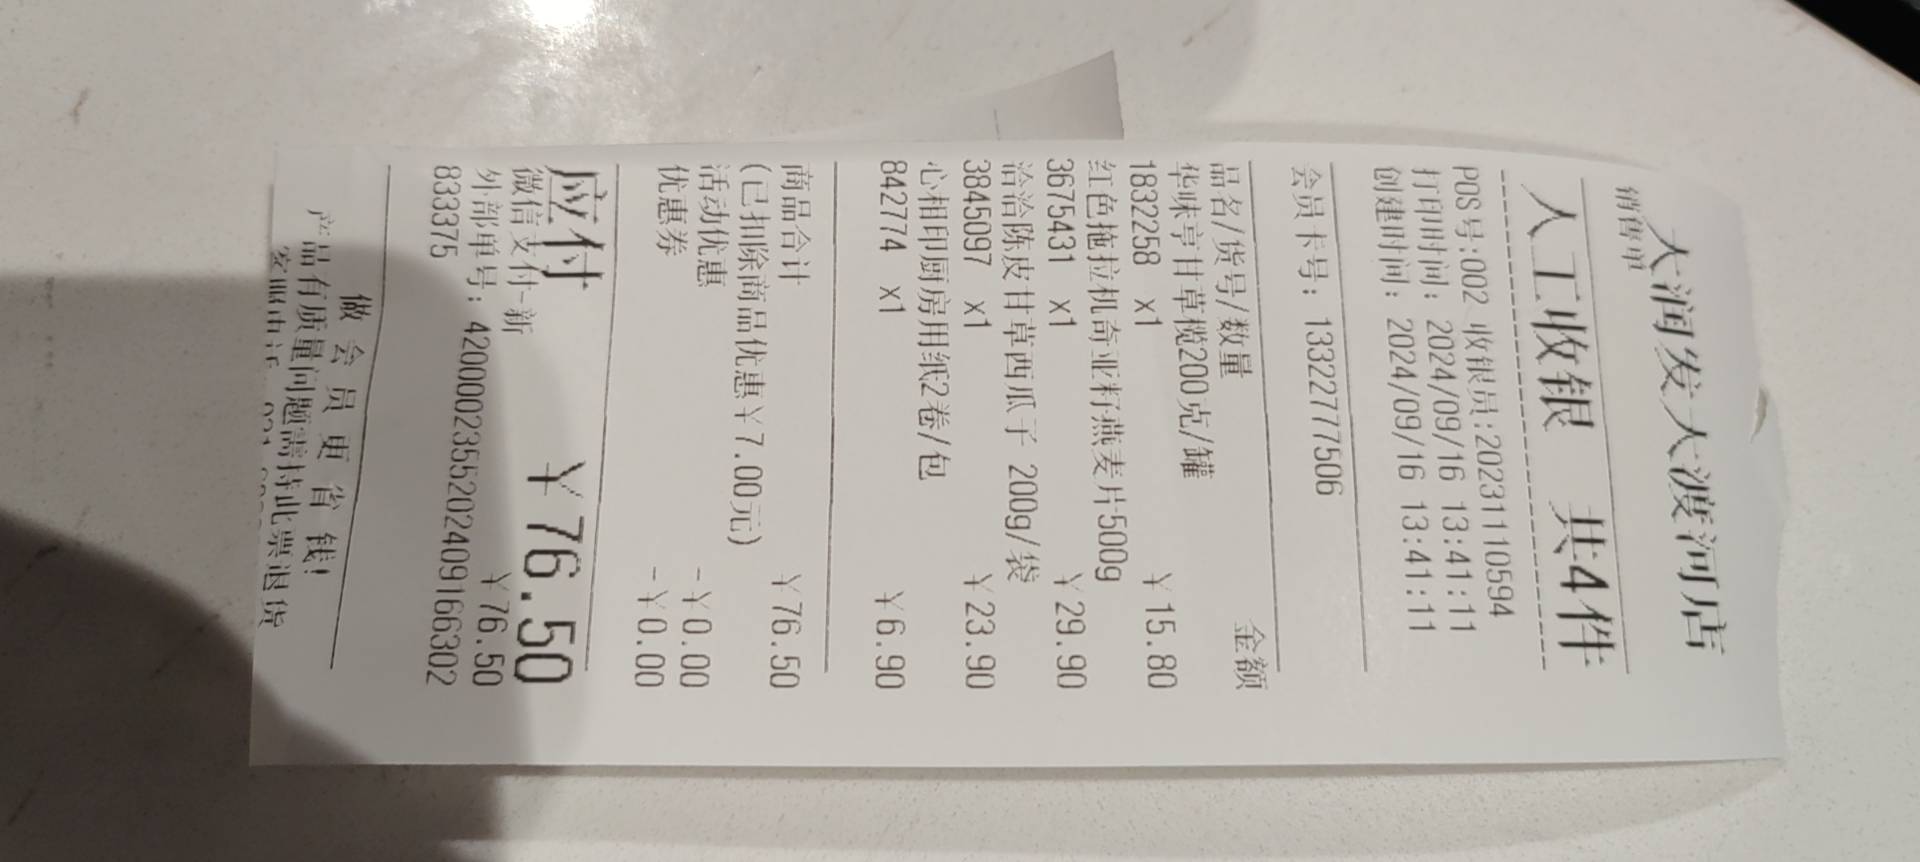 大润发大渡河店
销售单
人工收银 共4件
POS号:002 收银员:202311110594
打印时间: 2024/09/16 13:41:11
创建时间: 2024/09/16 13:41:11
会员卡号: 13322777506
品名/货号/数量 金额
华味亨甘草榄200克/罐
1832258 x1 ￥15.80
红色拖拉机奇亚籽燕麦片500g
3675431 x1 ￥29.90
洽洽陈皮甘草西瓜子 200g/袋
3845097 x1 ￥23.90
心相印厨房用纸2卷/包
842774 x1 ￥6.90
商品合计 ￥76.50
(已扣除商品优惠￥7.00元)
活动优惠 -￥0.00
优惠券 -￥0.00
应付 ￥76.50
微信支付-新 ￥76.50
外部单号: 4200002355202409166302
8333375
做会员更省钱!
产品有质量问题需持此票退货